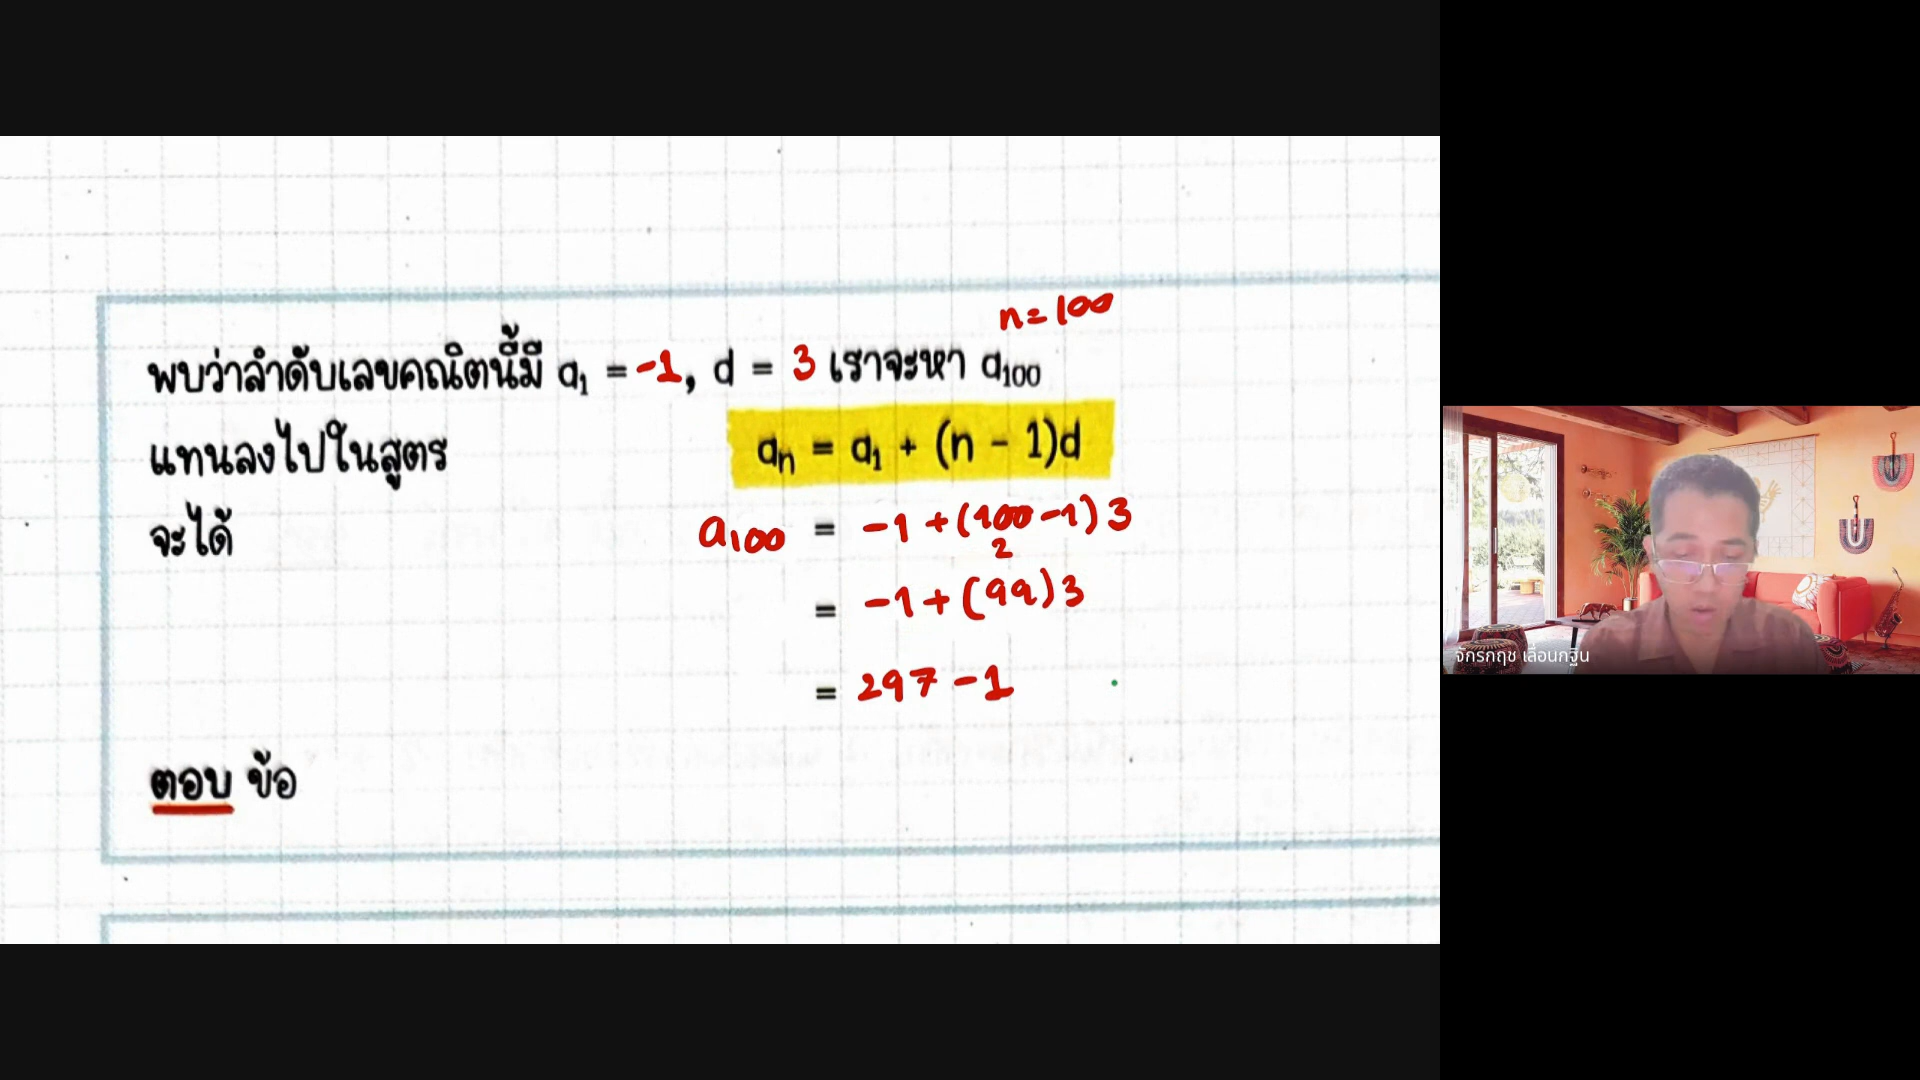 n = 100
พบว่าลำดับเลขคณิตนี้มี a₁ = -1, d = 3 เราจะหา a₁₀₀
แทนลงไปในสูตร aₙ = a₁ + (n - 1)d
จะได้ a₁₀₀ = -1 + (100 - 1) 3
2
= -1 + (99) 3
= 297 - 1
ตอบ ข้อ
จักรกฤช เลื่อนกฐิน